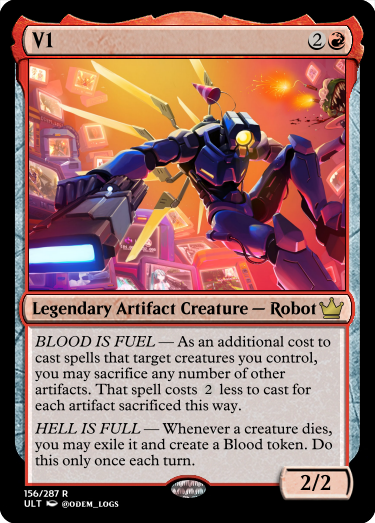 V1 2
Legendary Artifact Creature — Robot
BLOOD IS FUEL — As an additional cost to
cast spells that target creatures you control,
you may sacrifice any number of other
artifacts. That spell costs 2 less to cast for
each artifact sacrificed this way.
HELL IS FULL — Whenever a creature dies,
you may exile it and create a Blood token. Do
this only once each turn.
2/2
156/287 R
ULT @ODEM_LOGS